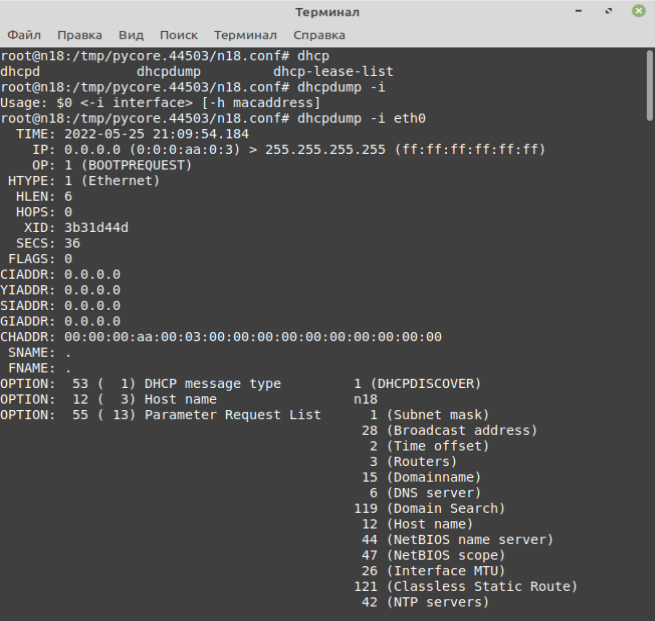 Терминал
Файл Правка Вид Поиск Терминал Справка
root@n18:/tmp/pycore.44503/n18.conf# dhcp
dhcpd dhcpdump dhcp-lease-list
root@n18:/tmp/pycore.44503/n18.conf# dhcpdump -i
Usage: $0 <-i interface> [-h macaddress]
root@n18:/tmp/pycore.44503/n18.conf# dhcpdump -i eth0
TIME: 2022-05-25 21:09:54.184
IP: 0.0.0.0 (0:0:0:aa:0:3) > 255.255.255.255 (ff:ff:ff:ff:ff:ff)
OP: 1 (BOOTPREQUEST)
HTYPE: 1 (Ethernet)
HLEN: 6
HOPS: 0
XID: 3b31d44d
SECS: 36
FLAGS: 0
CIADDR: 0.0.0.0
YIADDR: 0.0.0.0
SIADDR: 0.0.0.0
GIADDR: 0.0.0.0
CHADDR: 00:00:00:aa:00:03:00:00:00:00:00:00:00:00:00:00
SNAME: .
FNAME: .
OPTION: 53 ( 1) DHCP message type 1 (DHCPDISCOVER)
OPTION: 12 ( 3) Host name n18
OPTION: 55 ( 13) Parameter Request List 1 (Subnet mask)
28 (Broadcast address)
2 (Time offset)
3 (Routers)
15 (Domainname)
6 (DNS server)
119 (Domain Search)
12 (Host name)
44 (NetBIOS name server)
47 (NetBIOS scope)
26 (Interface MTU)
121 (Classless Static Route)
42 (NTP servers)